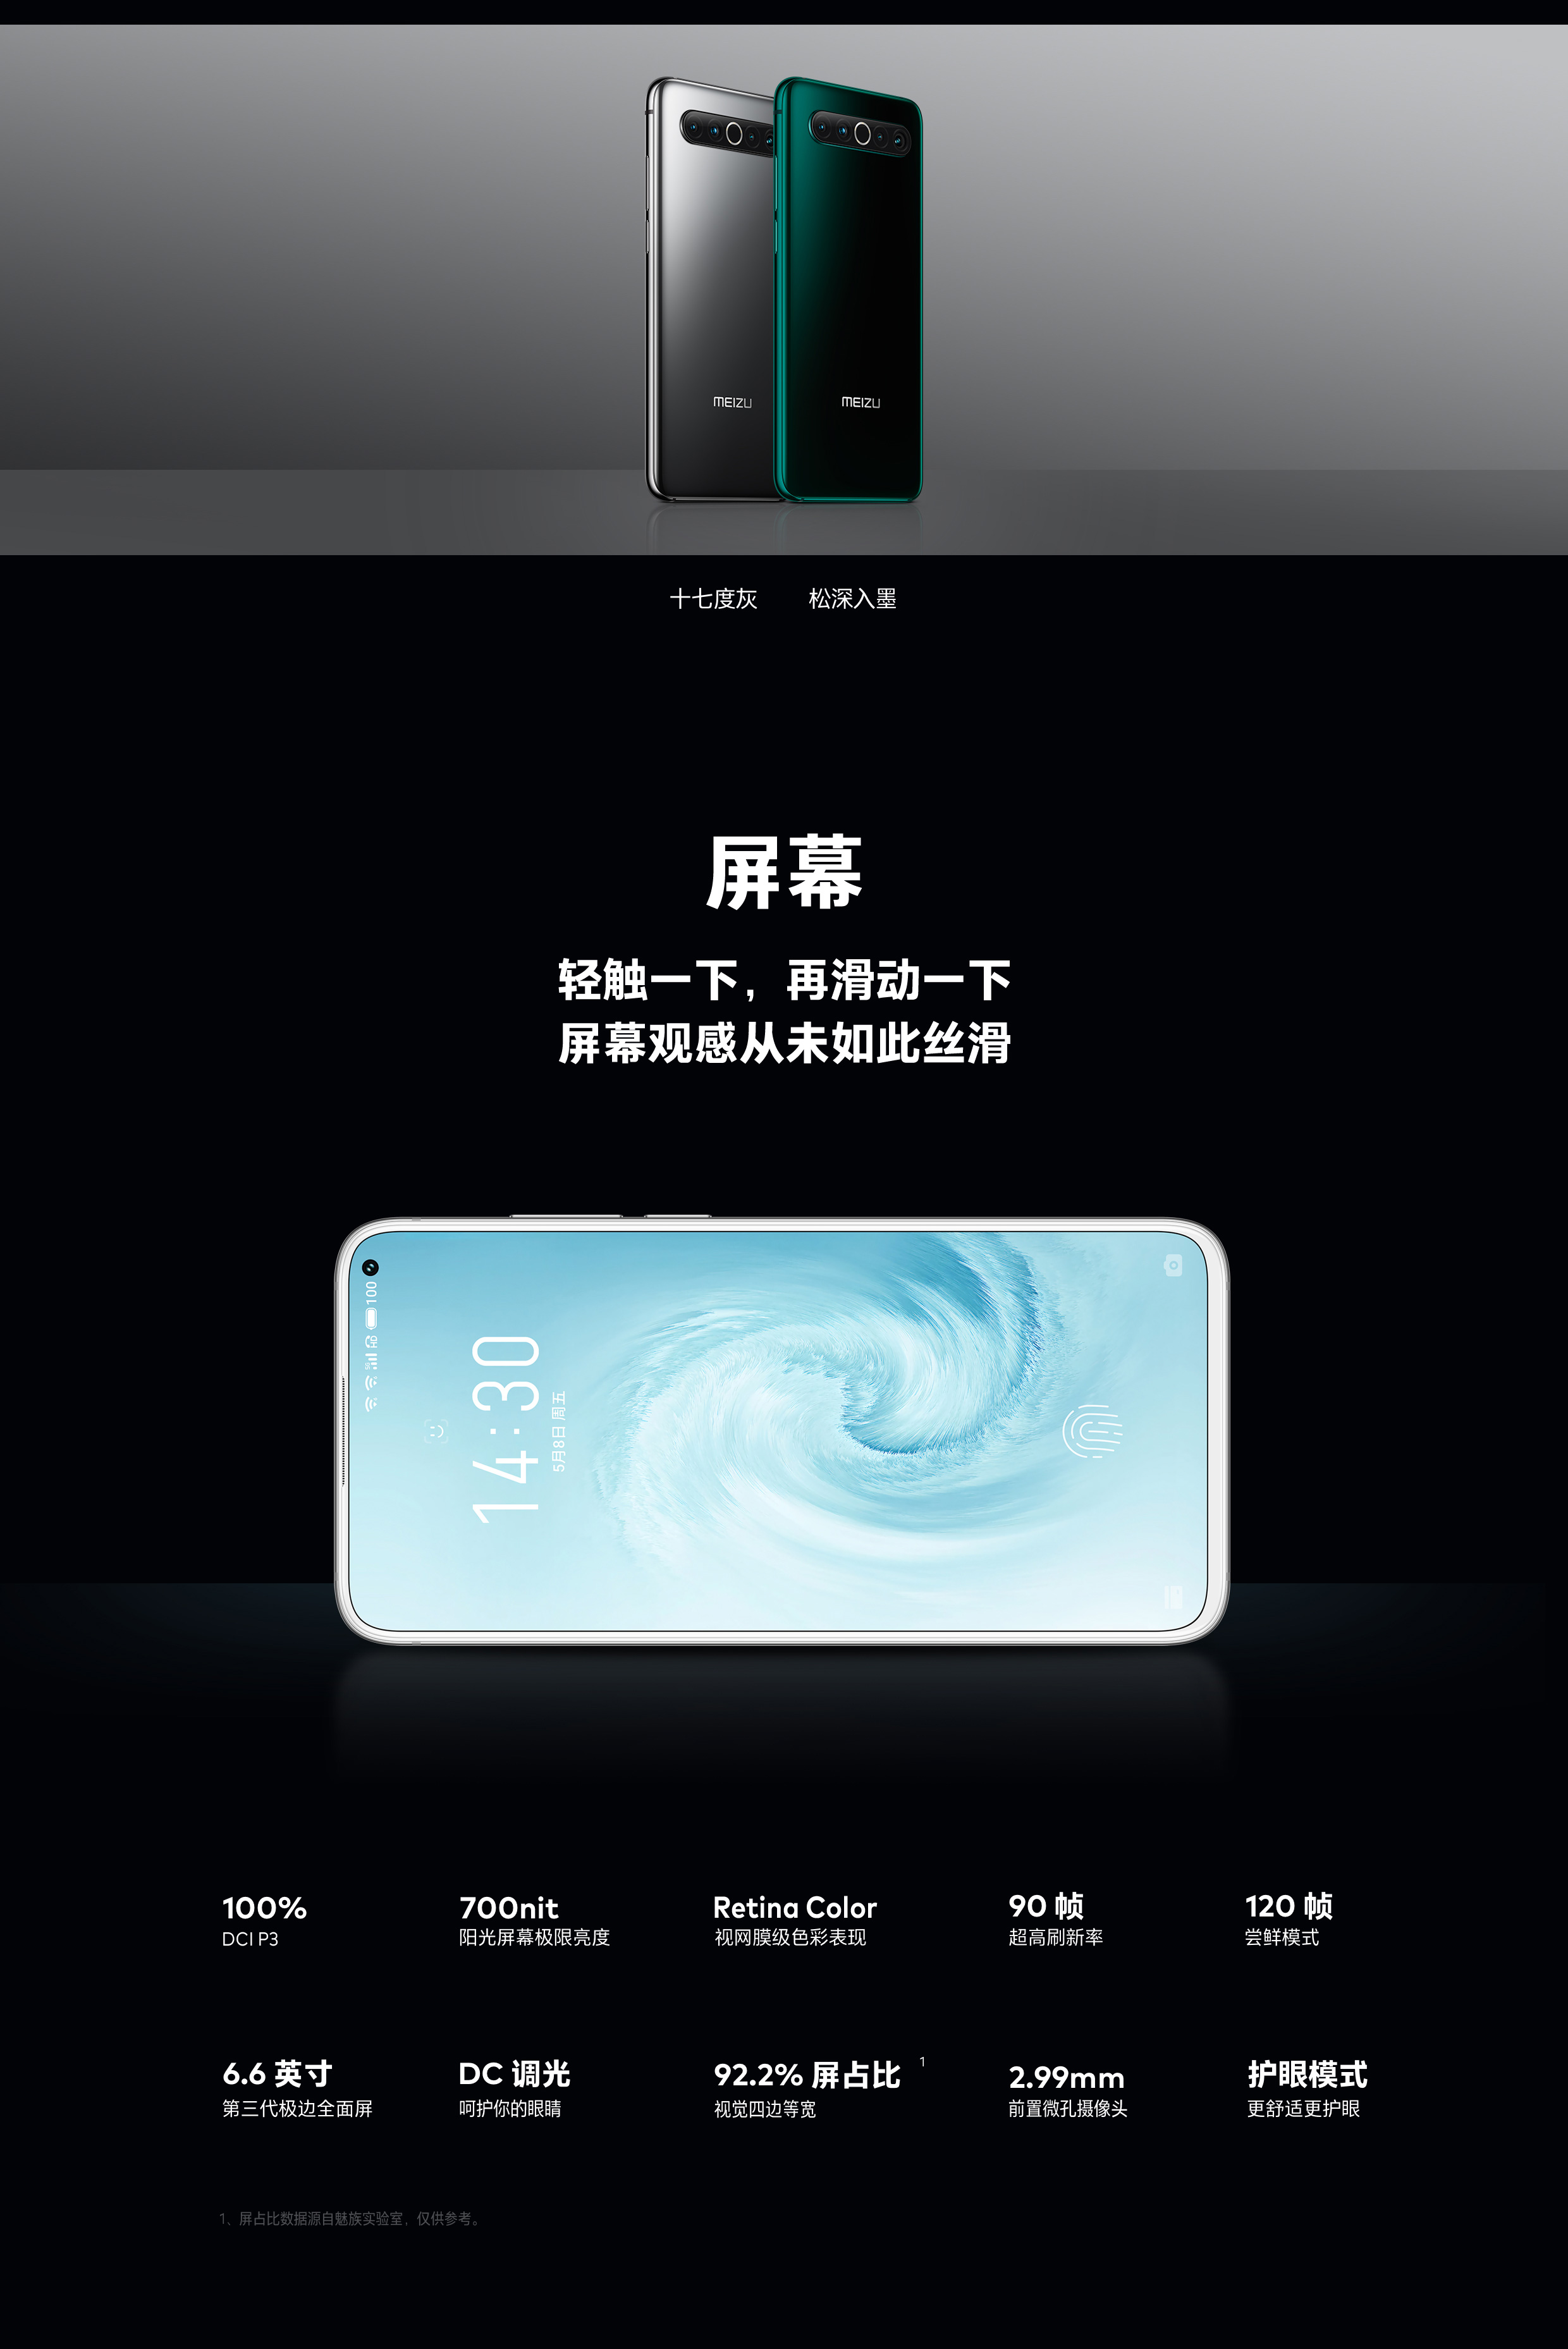 MEIZU
MEIZU
十七度灰
松深入墨
屏幕
轻触一下，再滑动一下
屏幕观感从未如此丝滑
100
14:30
5月8日 周五
100%
DCI P3
700nit
阳光屏幕极限亮度
Retina Color
视网膜级色彩表现
90 帧
超高刷新率
120 帧
尝鲜模式
6.6 英寸
第三代极边全面屏
DC 调光
呵护你的眼睛
92.2% 屏占比 1
视觉四边等宽
2.99mm
前置微孔摄像头
护眼模式
更舒适更护眼
1、屏占比数据源自魅族实验室，仅供参考。